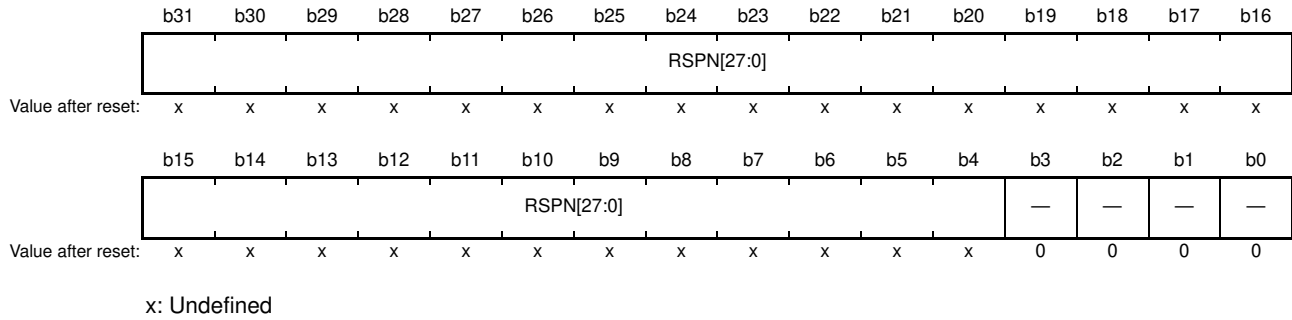 b31 b30 b29 b28 b27 b26 b25 b24 b23 b22 b21 b20 b19 b18 b17 b16
RSPN[27:0]
Value after reset: x x x x x x x x x x x x x x x x
b15 b14 b13 b12 b11 b10 b9 b8 b7 b6 b5 b4 b3 b2 b1 b0
RSPN[27:0] — — — —
Value after reset: x x x x x x x x x x x x 0 0 0 0
x: Undefined